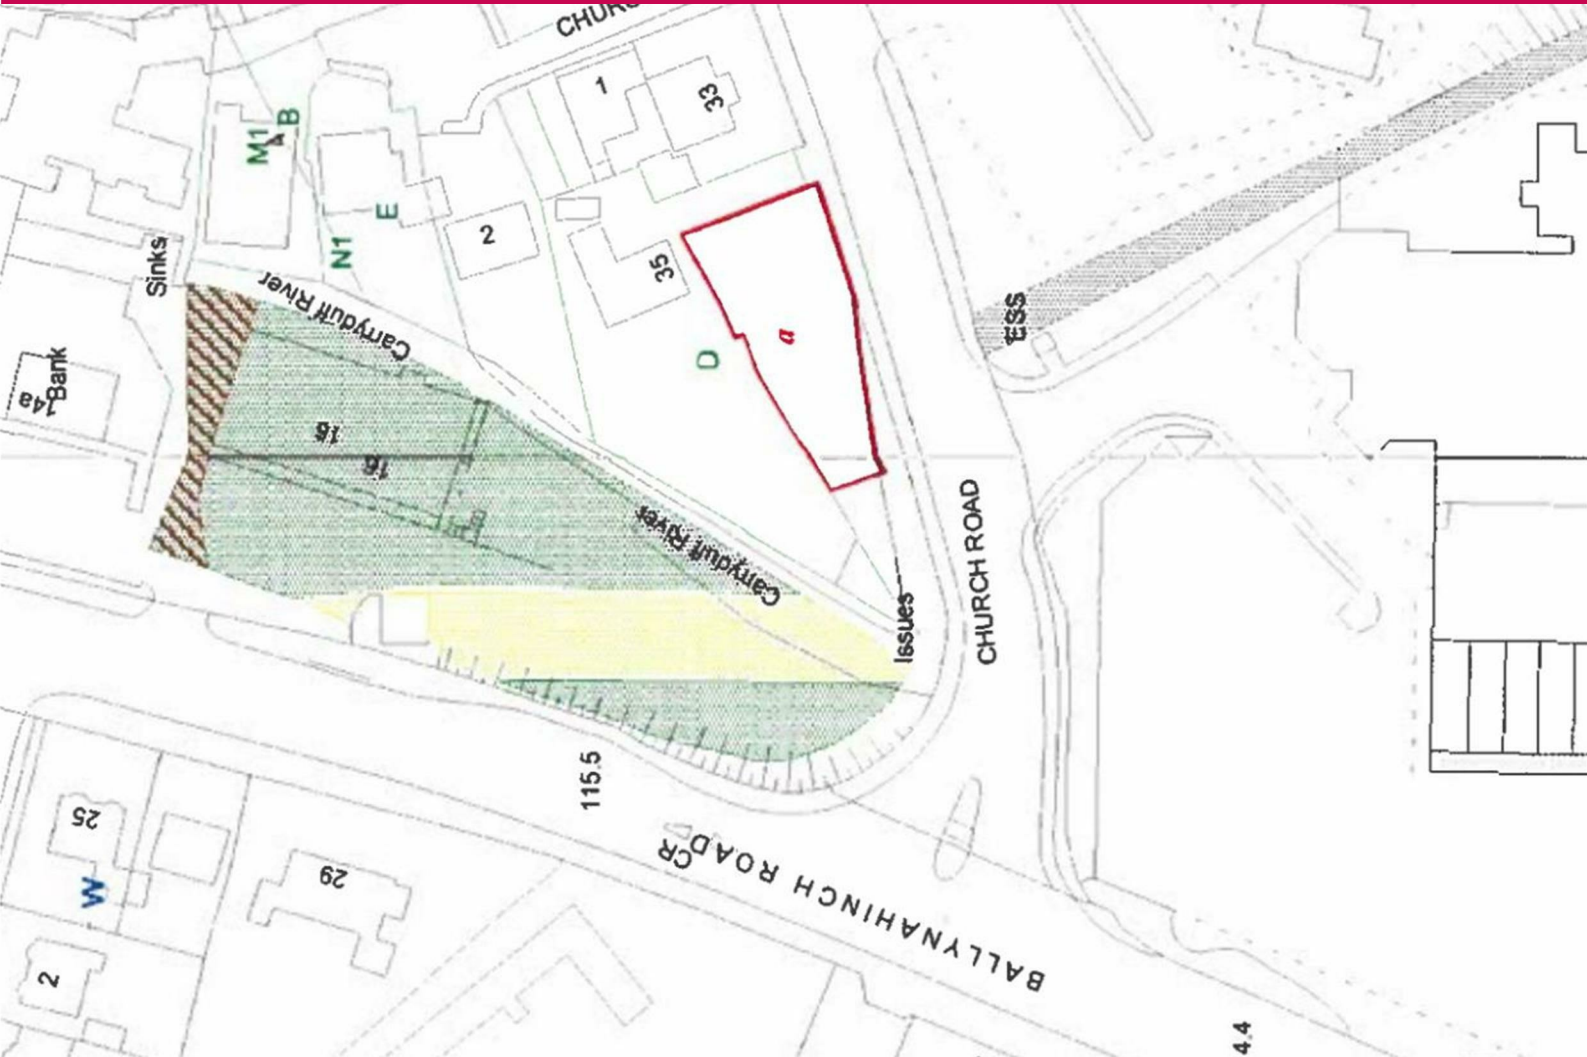 CHURC
1
33
M1
B
E
2
N1
Sinks
35
Carryduff River
ESS
a
D
Bank
14a
15
16
Carryduff River
CHURCH ROAD
Issues
115.5
25
CR
BALLYNAHINCH ROAD
W
29
2
4.4